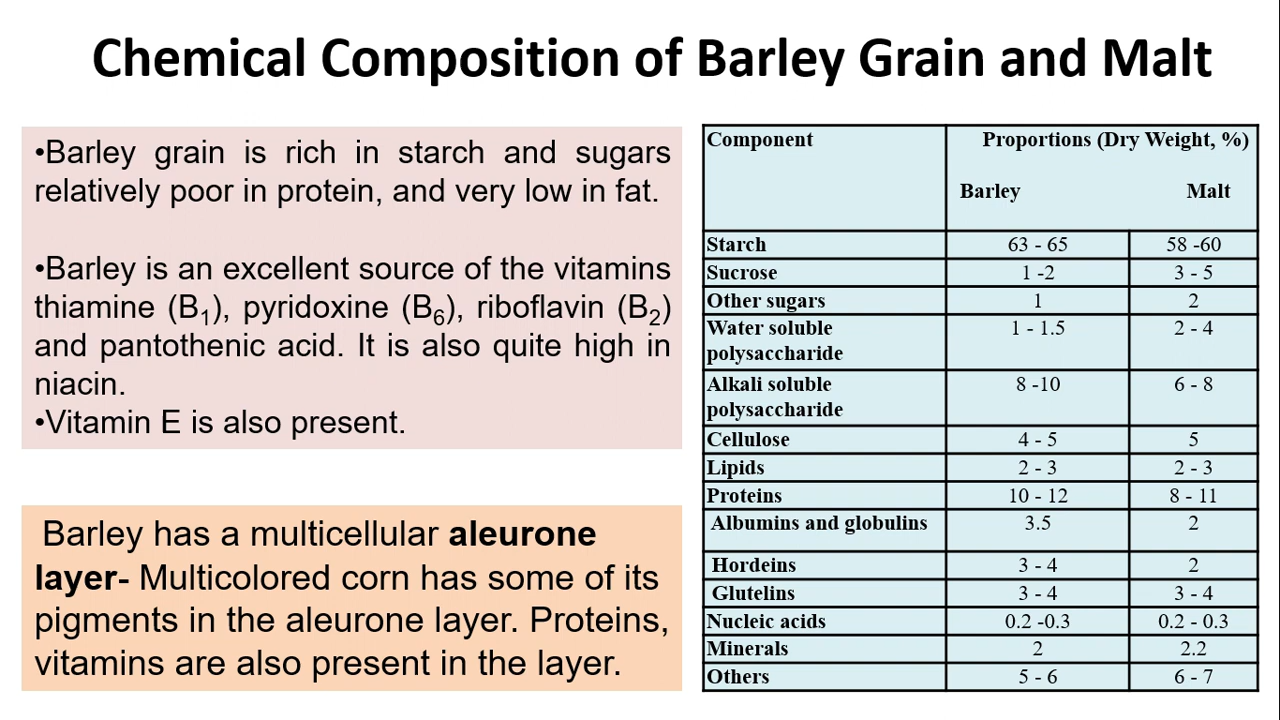 Chemical Composition of Barley Grain and Malt
•Barley grain is rich in starch and sugars
relatively poor in protein, and very low in fat.
•Barley is an excellent source of the vitamins
thiamine (B1), pyridoxine (B6), riboflavin (B2)
and pantothenic acid. It is also quite high in
niacin.
•Vitamin E is also present.
Barley has a multicellular aleurone
layer- Multicolored corn has some of its
pigments in the aleurone layer. Proteins,
vitamins are also present in the layer.
Component Proportions (Dry Weight, %)
Barley Malt
Starch 63 - 65 58 -60
Sucrose 1 -2 3 - 5
Other sugars 1 2
Water soluble 1 - 1.5 2 - 4
polysaccharide
Alkali soluble 8 -10 6 - 8
polysaccharide
Cellulose 4 - 5 5
Lipids 2 - 3 2 - 3
Proteins 10 - 12 8 - 11
Albumins and globulins 3.5 2
Hordeins 3 - 4 2
Glutelins 3 - 4 3 - 4
Nucleic acids 0.2 -0.3 0.2 - 0.3
Minerals 2 2.2
Others 5 - 6 6 - 7